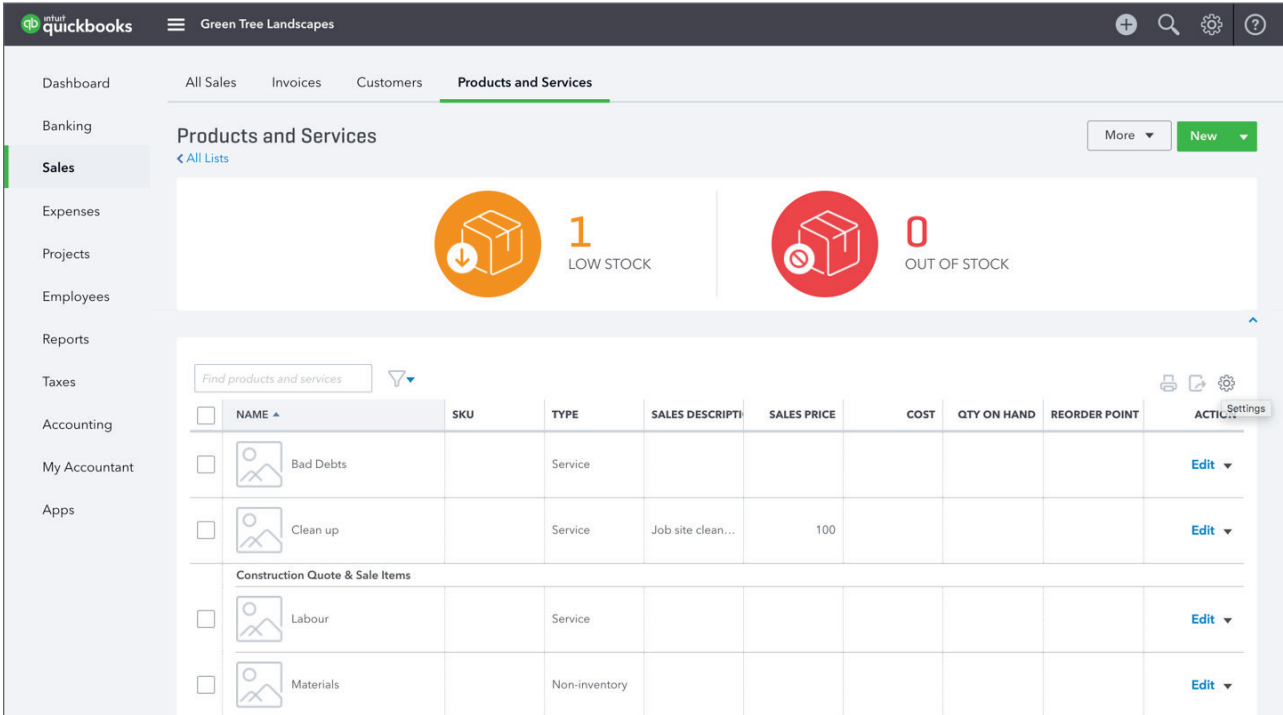 qb intuit quickbooks Green Tree Landscapes
Dashboard
Banking
Sales
Expenses
Projects
Employees
Reports
Taxes
Accounting
My Accountant
Apps
All Sales Invoices Customers Products and Services
Products and Services
All Lists
More New
1
LOW STOCK
0
OUT OF STOCK
Find products and services
Settings
NAME SKU TYPE SALES DESCRIPTI SALES PRICE COST QTY ON HAND REORDER POINT ACTION
Bad Debts Service Edit
Clean up Service Job site clean... 100 Edit
Construction Quote & Sale Items
Labour Service Edit
Materials Non-inventory Edit